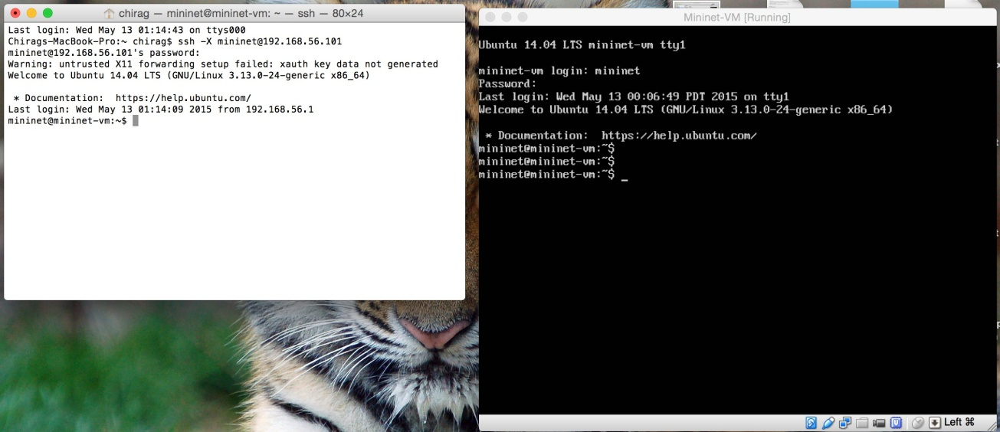 chirag — mininet@mininet-vm: ~ — ssh — 80×24
Last login: Wed May 13 01:14:43 on ttys000
Chirags-MacBook-Pro:~ chirag$ ssh -X mininet@192.168.56.101
mininet@192.168.56.101's password:
Warning: untrusted X11 forwarding setup failed: xauth key data not generated
Welcome to Ubuntu 14.04 LTS (GNU/Linux 3.13.0-24-generic x86_64)
* Documentation:  https://help.ubuntu.com/
Last login: Wed May 13 01:14:09 2015 from 192.168.56.1
mininet@mininet-vm:~$
Mininet-VM [Running]
Ubuntu 14.04 LTS mininet-vm tty1
mininet-vm login: mininet
Password:
Last login: Wed May 13 00:06:49 PDT 2015 on tty1
Welcome to Ubuntu 14.04 LTS (GNU/Linux 3.13.0-24-generic x86_64)
* Documentation:  https://help.ubuntu.com/
mininet@mininet-vm:~$
mininet@mininet-vm:~$
mininet@mininet-vm:~$ _
Left ⌘